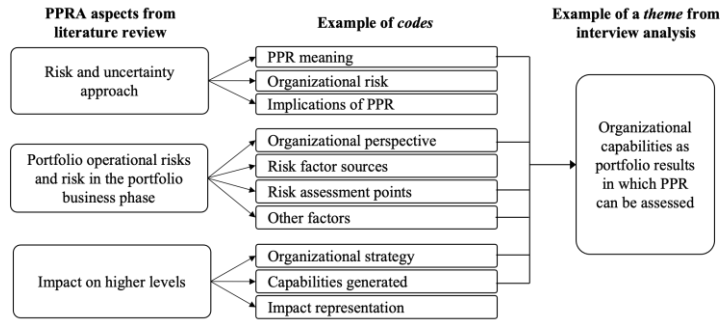 PPRA aspects from
literature review
Example of codes
Example of a theme from
interview analysis
Risk and uncertainty
approach
PPR meaning
Organizational risk
Implications of PPR
Portfolio operational risks
and risk in the portfolio
business phase
Organizational perspective
Risk factor sources
Risk assessment points
Other factors
Impact on higher levels
Organizational strategy
Capabilities generated
Impact representation
Organizational
capabilities as
portfolio results
in which PPR
can be assessed